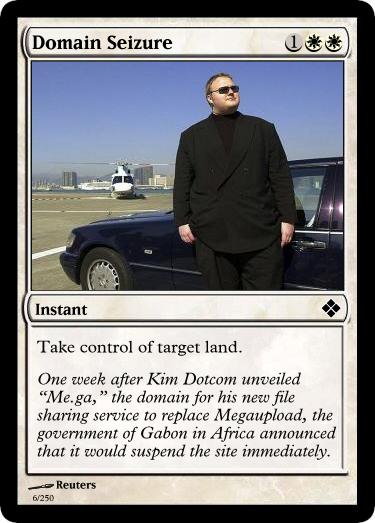 Domain Seizure 1
Instant
Take control of target land.
One week after Kim Dotcom unveiled
“Me.ga,” the domain for his new file
sharing service to replace Megaupload, the
government of Gabon in Africa announced
that it would suspend the site immediately.
Reuters
6/250